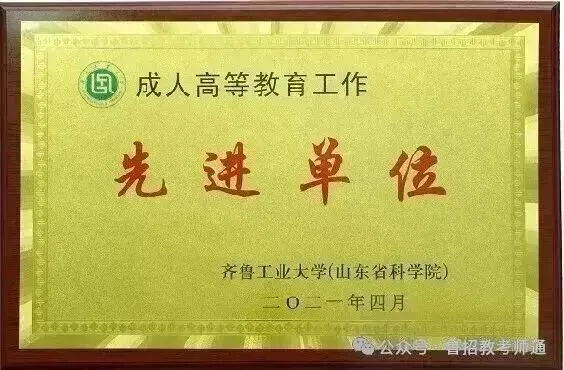 成人高等教育工作
先进单位
齐鲁工业大学(山东省科学院)
二〇二一年四月
公众号 鲁招教考师通